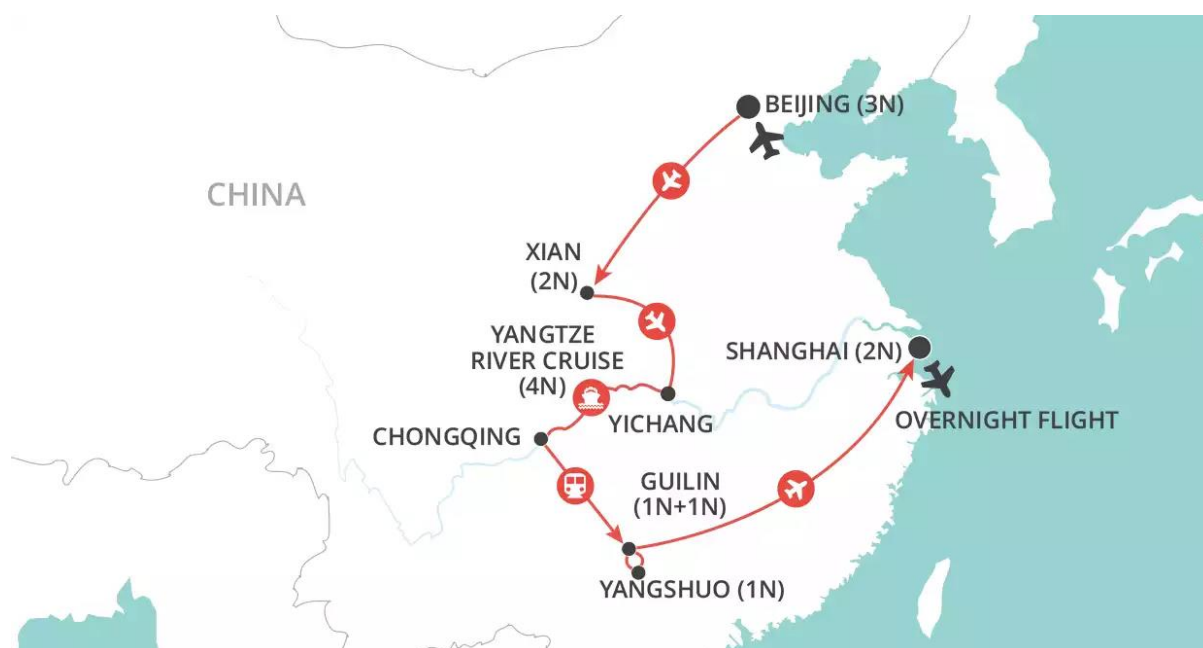 BEIJING (3N)
CHINA
XIAN
(2N)
YANGTZE
RIVER CRUISE
(4N)
SHANGHAI (2N)
YICHANG
OVERNIGHT FLIGHT
CHONGQING
GUILIN
(1N+1N)
YANGSHUO (1N)